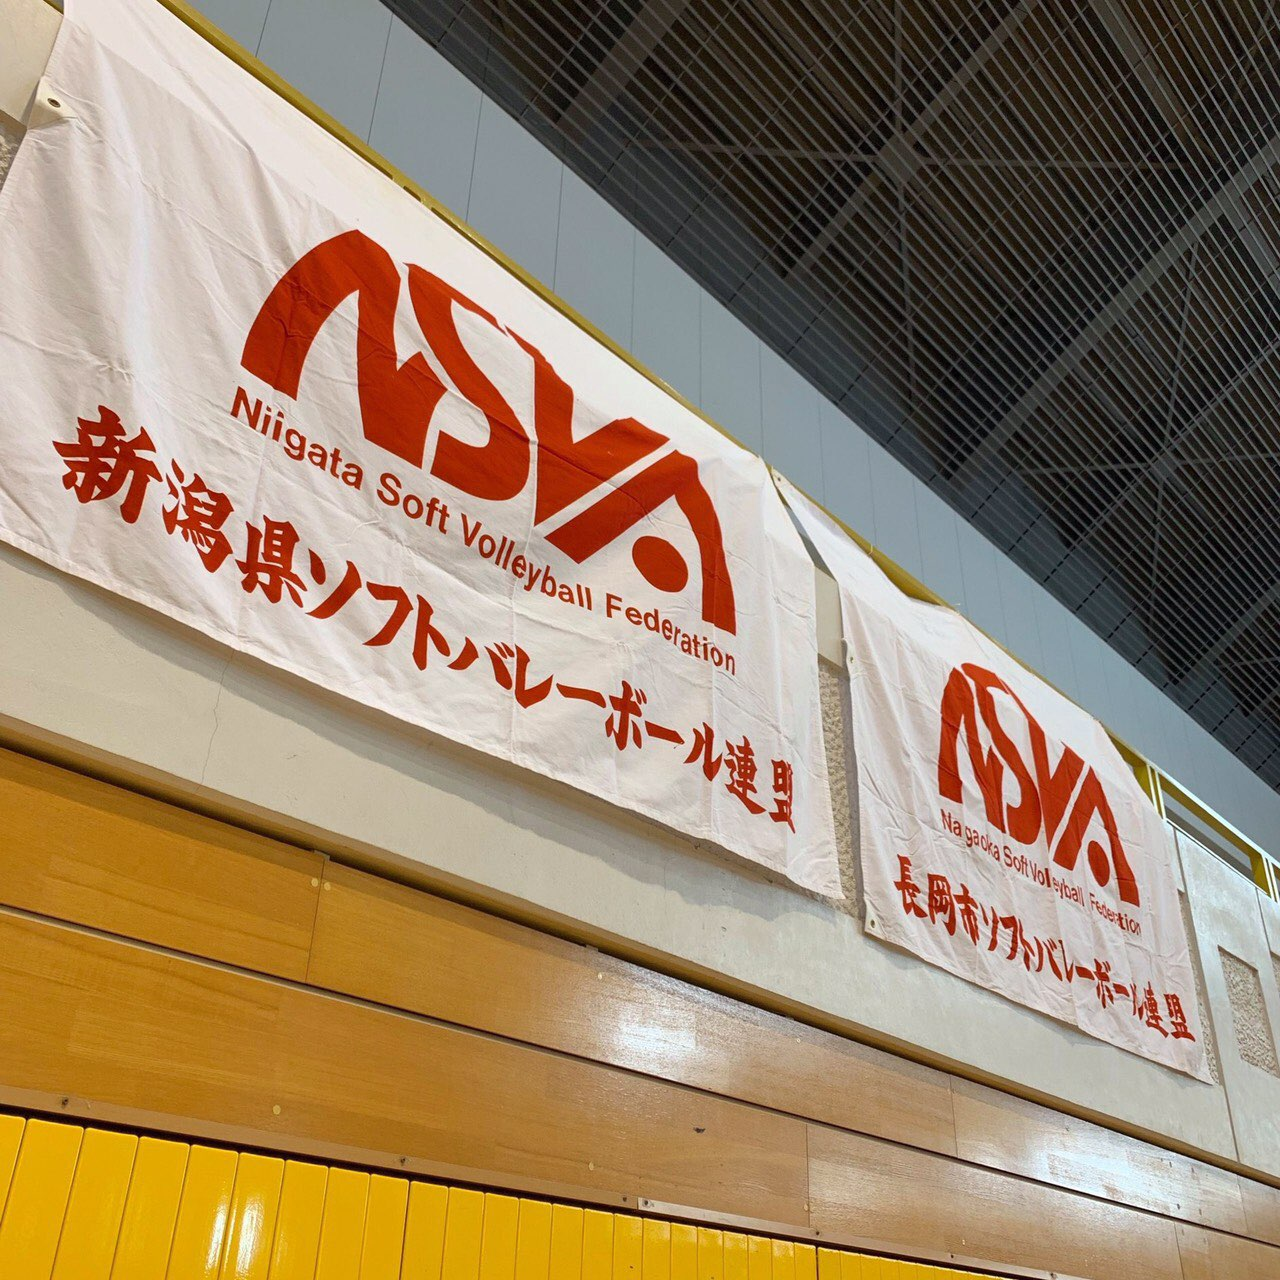 NSVA
Niigata Soft Volleyball Federation
新潟県ソフトバレーボール連盟
NSVA
Nagaoka Soft Volleyball Federation
長岡市ソフトバレーボール連盟